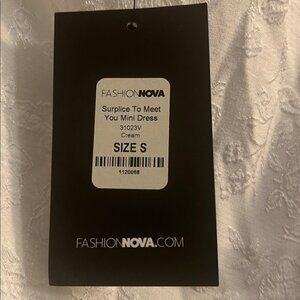 FASHIONNOVA
Surplice To Meet
You Mini Dress
31023V
Cream
SIZE S
1120068
FASHIONNOVA.COM